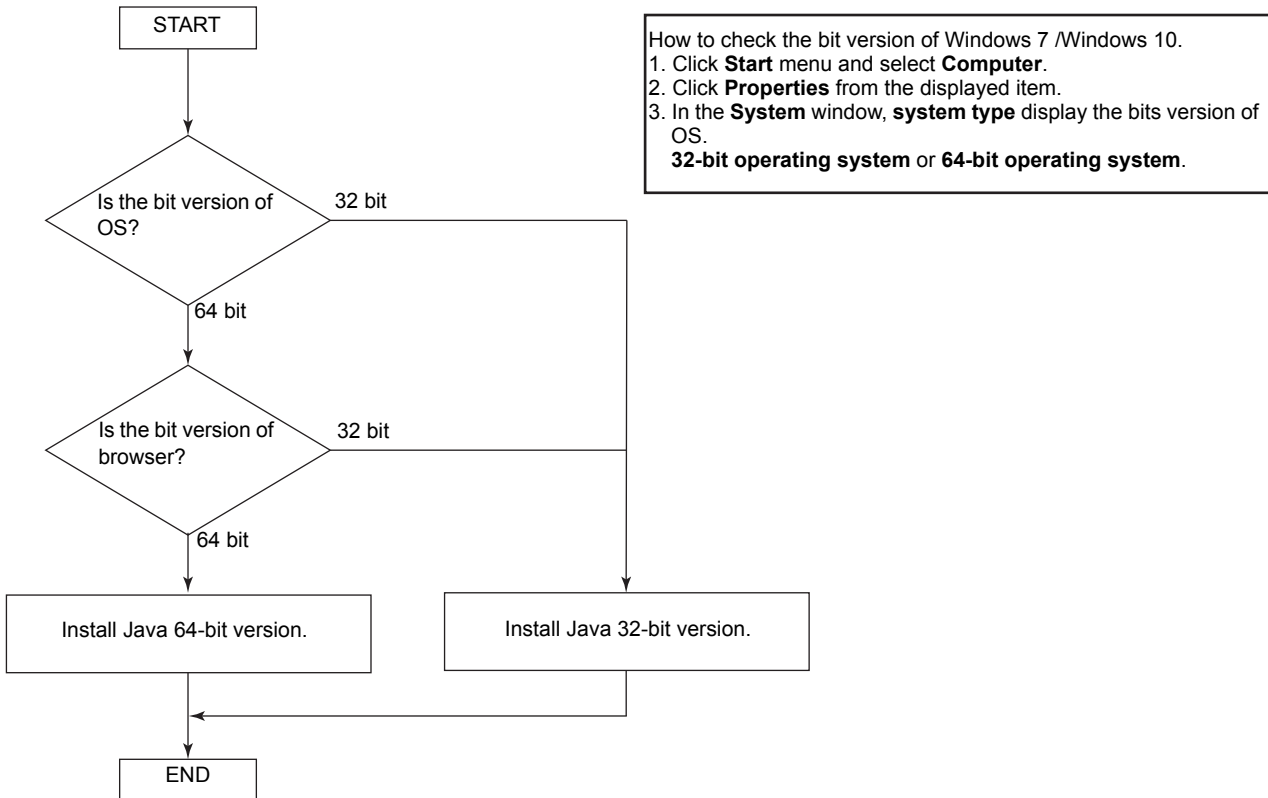 START
How to check the bit version of Windows 7 /Windows 10.
1. Click Start menu and select Computer.
2. Click Properties from the displayed item.
3. In the System window, system type display the bits version of
OS.
32-bit operating system or 64-bit operating system.
Is the bit version of
OS?
32 bit
64 bit
Is the bit version of
browser?
32 bit
64 bit
Install Java 64-bit version.
Install Java 32-bit version.
END